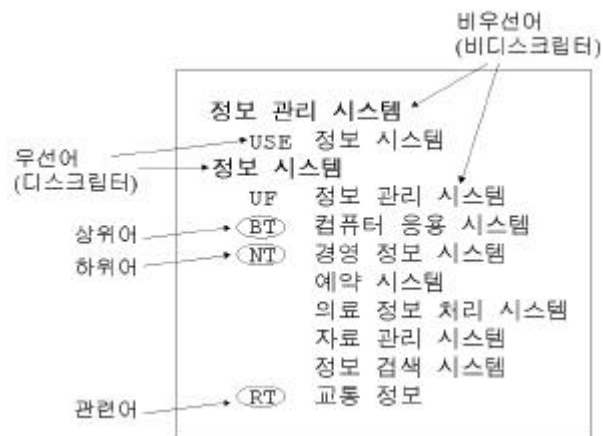 비우선어
(비디스크립터)
정보 관리 시스템
USE 정보 시스템
우선어
(디스크립터)
정보 시스템
UF 정보 관리 시스템
상위어
BT 컴퓨터 응용 시스템
하위어
NT 경영 정보 시스템
예약 시스템
의료 정보 처리 시스템
자료 관리 시스템
정보 검색 시스템
관련어
RT 교통 정보